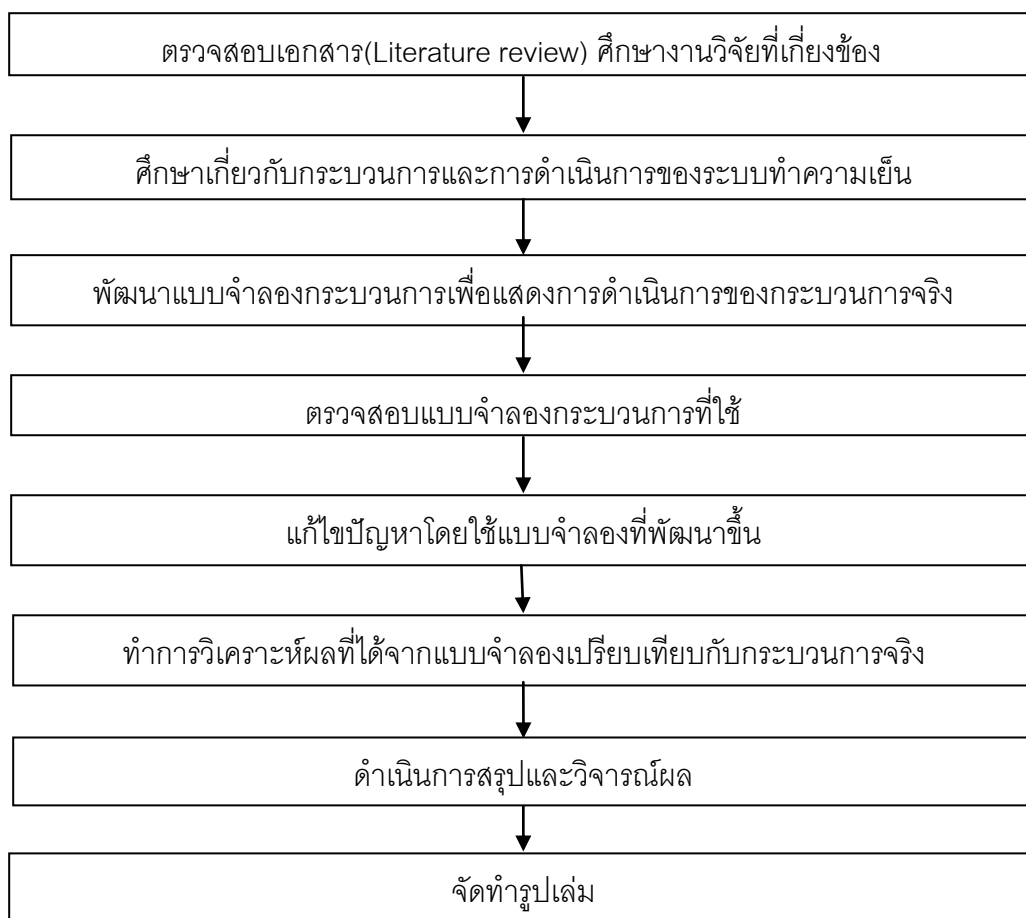 ตรวจสอบเอกสาร(Literature review) ศึกษางานวิจัยที่เกี่ยงข้อง
ศึกษาเกี่ยวกับกระบวนการและการดำเนินการของระบบทำความเย็น
พัฒนาแบบจำลองกระบวนการเพื่อแสดงการดำเนินการของกระบวนการจริง
ตรวจสอบแบบจำลองกระบวนการที่ใช้
แก้ไขปัญหาโดยใช้แบบจำลองที่พัฒนาขึ้น
ทำการวิเคราะห์ผลที่ได้จากแบบจำลองเปรียบเทียบกับกระบวนการจริง
ดำเนินการสรุปและวิจารณ์ผล
จัดทำรูปเล่ม